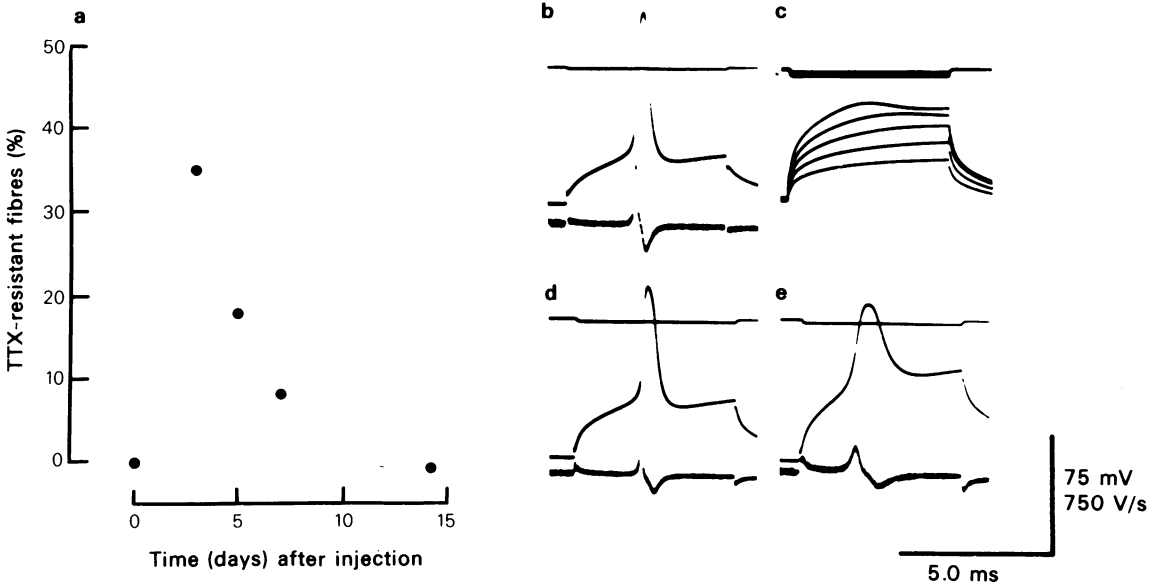 a
50
40
30
20
10
0
TTX-resistant fibres (%)
0
5
10
15
Time (days) after injection
b
c
d
e
75 mV
750 V/s
5.0 ms